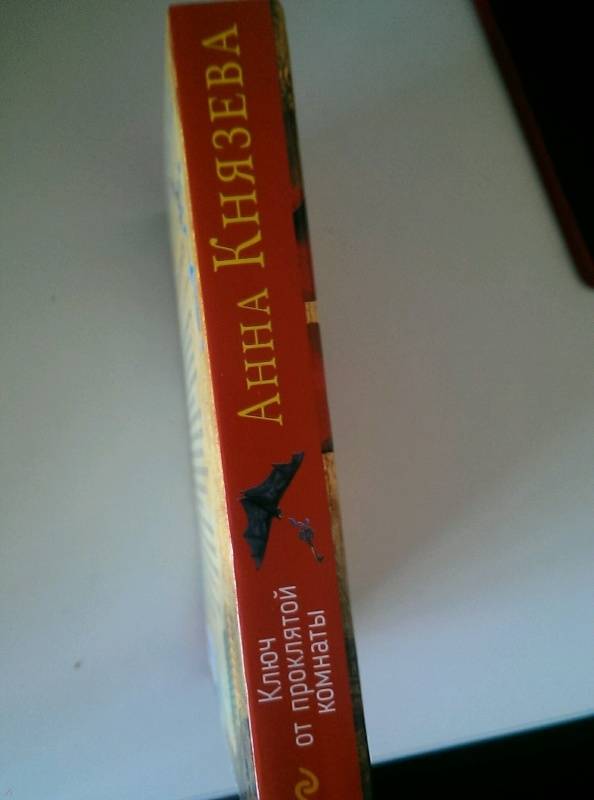 Анна Князева
Ключ
от проклятой
комнаты